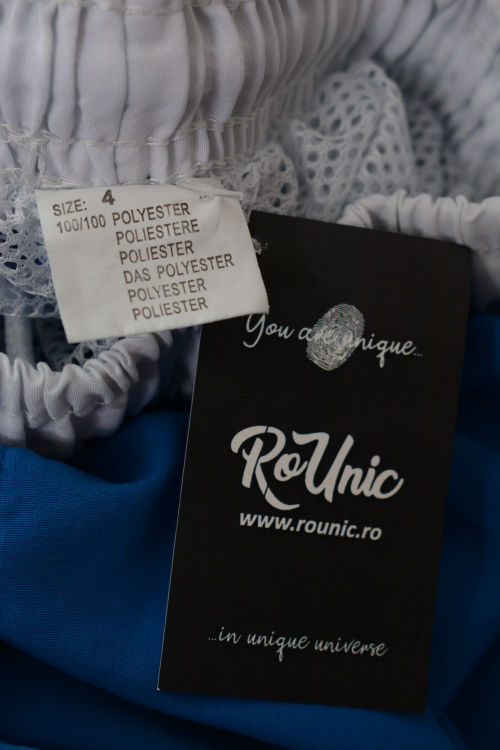 SIZE: 4
100/100 POLYESTER
POLIESTERE
POLIESTER
DAS POLYESTER
POLYESTER
POLIESTER
You are unique...
RoUnic
www.rounic.ro
...in unique universe